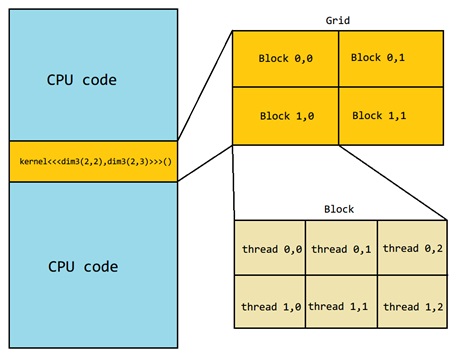 CPU code
kernel<<<dim3(2,2),dim3(2,3)>>>()
CPU code
Grid
Block 0,0 Block 0,1
Block 1,0 Block 1,1
Block
thread 0,0 thread 0,1 thread 0,2
thread 1,0 thread 1,1 thread 1,2